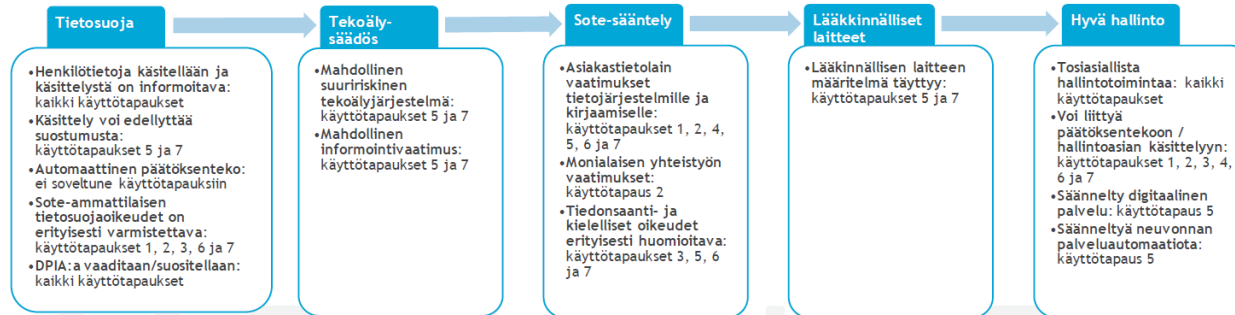 Tietosuoja
•Henkilötietoja käsitellään ja
käsittelystä on informoitava:
kaikki käyttötapaukset
•Käsittely voi edellyttää
suostumusta:
käyttötapaukset 5 ja 7
•Automaattinen päätöksenteko:
ei soveltune käyttötapauksiin
•Sote-ammattilaisen
tietosuojaoikeudet on
erityisesti varmistettava:
käyttötapaukset 1, 2, 3, 6 ja 7
•DPIA:a vaaditaan/suositellaan:
kaikki käyttötapaukset
Tekoäly-
säädös
•Mahdollinen
suuririskinen
tekoälyjärjestelmä:
käyttötapaukset 5 ja 7
•Mahdollinen
informointivaatimus:
käyttötapaukset 5 ja 7
Sote-sääntely
•Asiakastietolain
vaatimukset
tietojärjestelmille ja
kirjaamiselle:
käyttötapaukset 1, 2, 4,
5, 6 ja 7
•Monialaisen yhteistyön
vaatimukset:
käyttötapaus 2
•Tiedonsaanti- ja
kielelliset oikeudet
erityisesti huomioitava:
käyttötapaukset 3, 5, 6
ja 7
Lääkkinnälliset
laitteet
•Lääkinnällisen laitteen
määritelmä täyttyy:
käyttötapaukset 5 ja 7
Hyvä hallinto
•Tosiasiallista
hallintotoimintaa: kaikki
käyttötapaukset
•Voi liittyä
päätöksentekoon /
hallintoasian käsittelyyn:
käyttötapaukset 1, 2, 3, 4,
6 ja 7
•Säännelty digitaalinen
palvelu: käyttötapaus 5
•Säänneltyä neuvonnan
palveluautomaatiota:
käyttötapaus 5